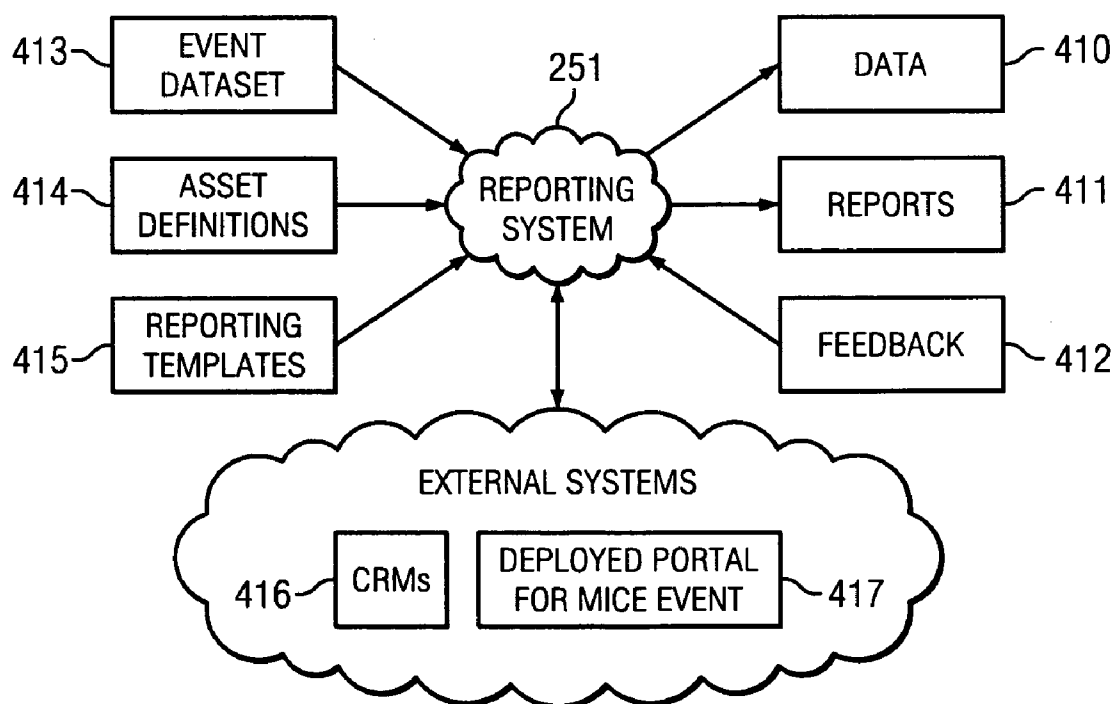 413
EVENT
DATASET
251
DATA
410
414
ASSET
DEFINITIONS
REPORTING
SYSTEM
REPORTS
411
415
REPORTING
TEMPLATES
FEEDBACK
412
EXTERNAL SYSTEMS
416
CRMs
DEPLOYED PORTAL
FOR MICE EVENT
417